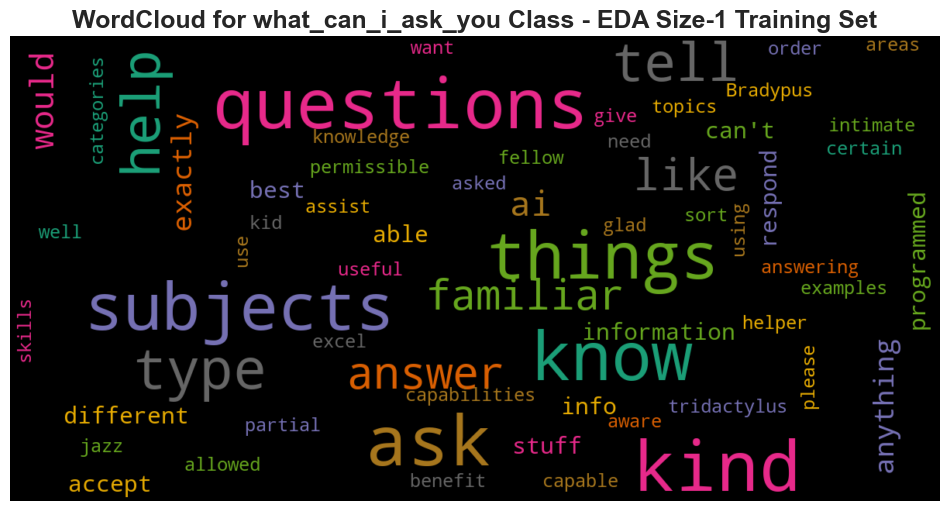 WordCloud for what_can_i_ask_you Class - EDA Size-1 Training Set
want
order
areas
would
categories
help
tell
questions
Bradypus
topics
give
exactly
knowledge
need
can't
intimate
certain
permissible
fellow
best
asked
like
respond
kid
assist
ai
sort
using
programmed
well
use
able
glad
things
useful
answering
subjects
familiar
examples
skills
excel
information
helper
know
type
answer
please
anything
capabilities
different
info
tridactylus
partial
aware
jazz
ask
stuff
kind
allowed
accept
benefit
capable